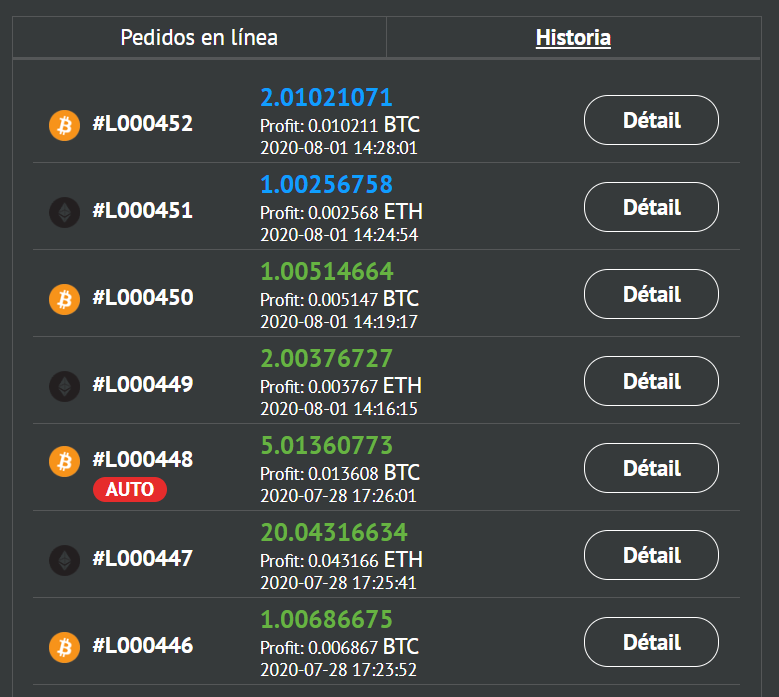 Pedidos en línea
Historia
#L000452
2.01021071
Profit: 0.010211 BTC
2020-08-01 14:28:01
Détail
#L000451
1.00256758
Profit: 0.002568 ETH
2020-08-01 14:24:54
Détail
#L000450
1.00514664
Profit: 0.005147 BTC
2020-08-01 14:19:17
Détail
#L000449
2.00376727
Profit: 0.003767 ETH
2020-08-01 14:16:15
Détail
#L000448
AUTO
5.01360773
Profit: 0.013608 BTC
2020-07-28 17:26:01
Détail
#L000447
20.04316634
Profit: 0.043166 ETH
2020-07-28 17:25:41
Détail
#L000446
1.00686675
Profit: 0.006867 BTC
2020-07-28 17:23:52
Détail